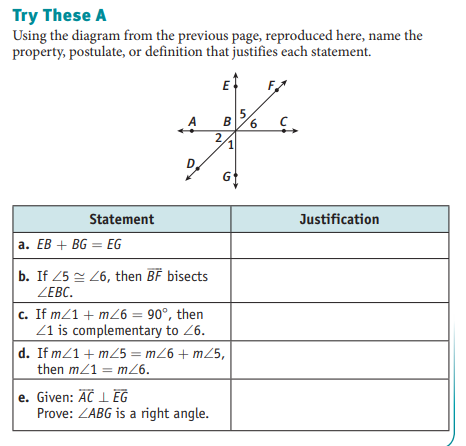 Try These A
Using the diagram from the previous page, reproduced here, name the
property, postulate, or definition that justifies each statement.
E
F
A
B
5
6
C
2
1
D
G
Statement
Justification
a. EB + BG = EG
b. If ∠5 ≅ ∠6, then B͞F͞ bisects
∠EBC.
c. If m∠1 + m∠6 = 90°, then
∠1 is complementary to ∠6.
d. If m∠1 + m∠5 = m∠6 + m∠5,
then m∠1 = m∠6.
e. Given: A͞C͞ ⊥ E͞G͞
Prove: ∠ABG is a right angle.